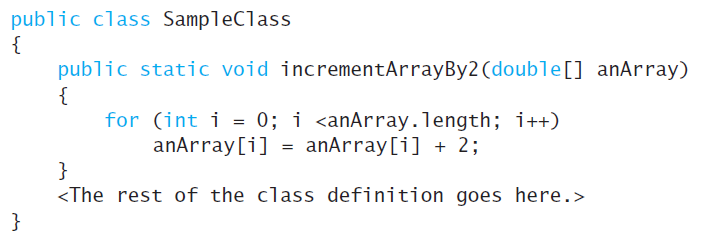 public class SampleClass
{
public static void incrementArrayBy2(double[] anArray)
{
for (int i = 0; i <anArray.length; i++)
anArray[i] = anArray[i] + 2;
}
<The rest of the class definition goes here.>
}